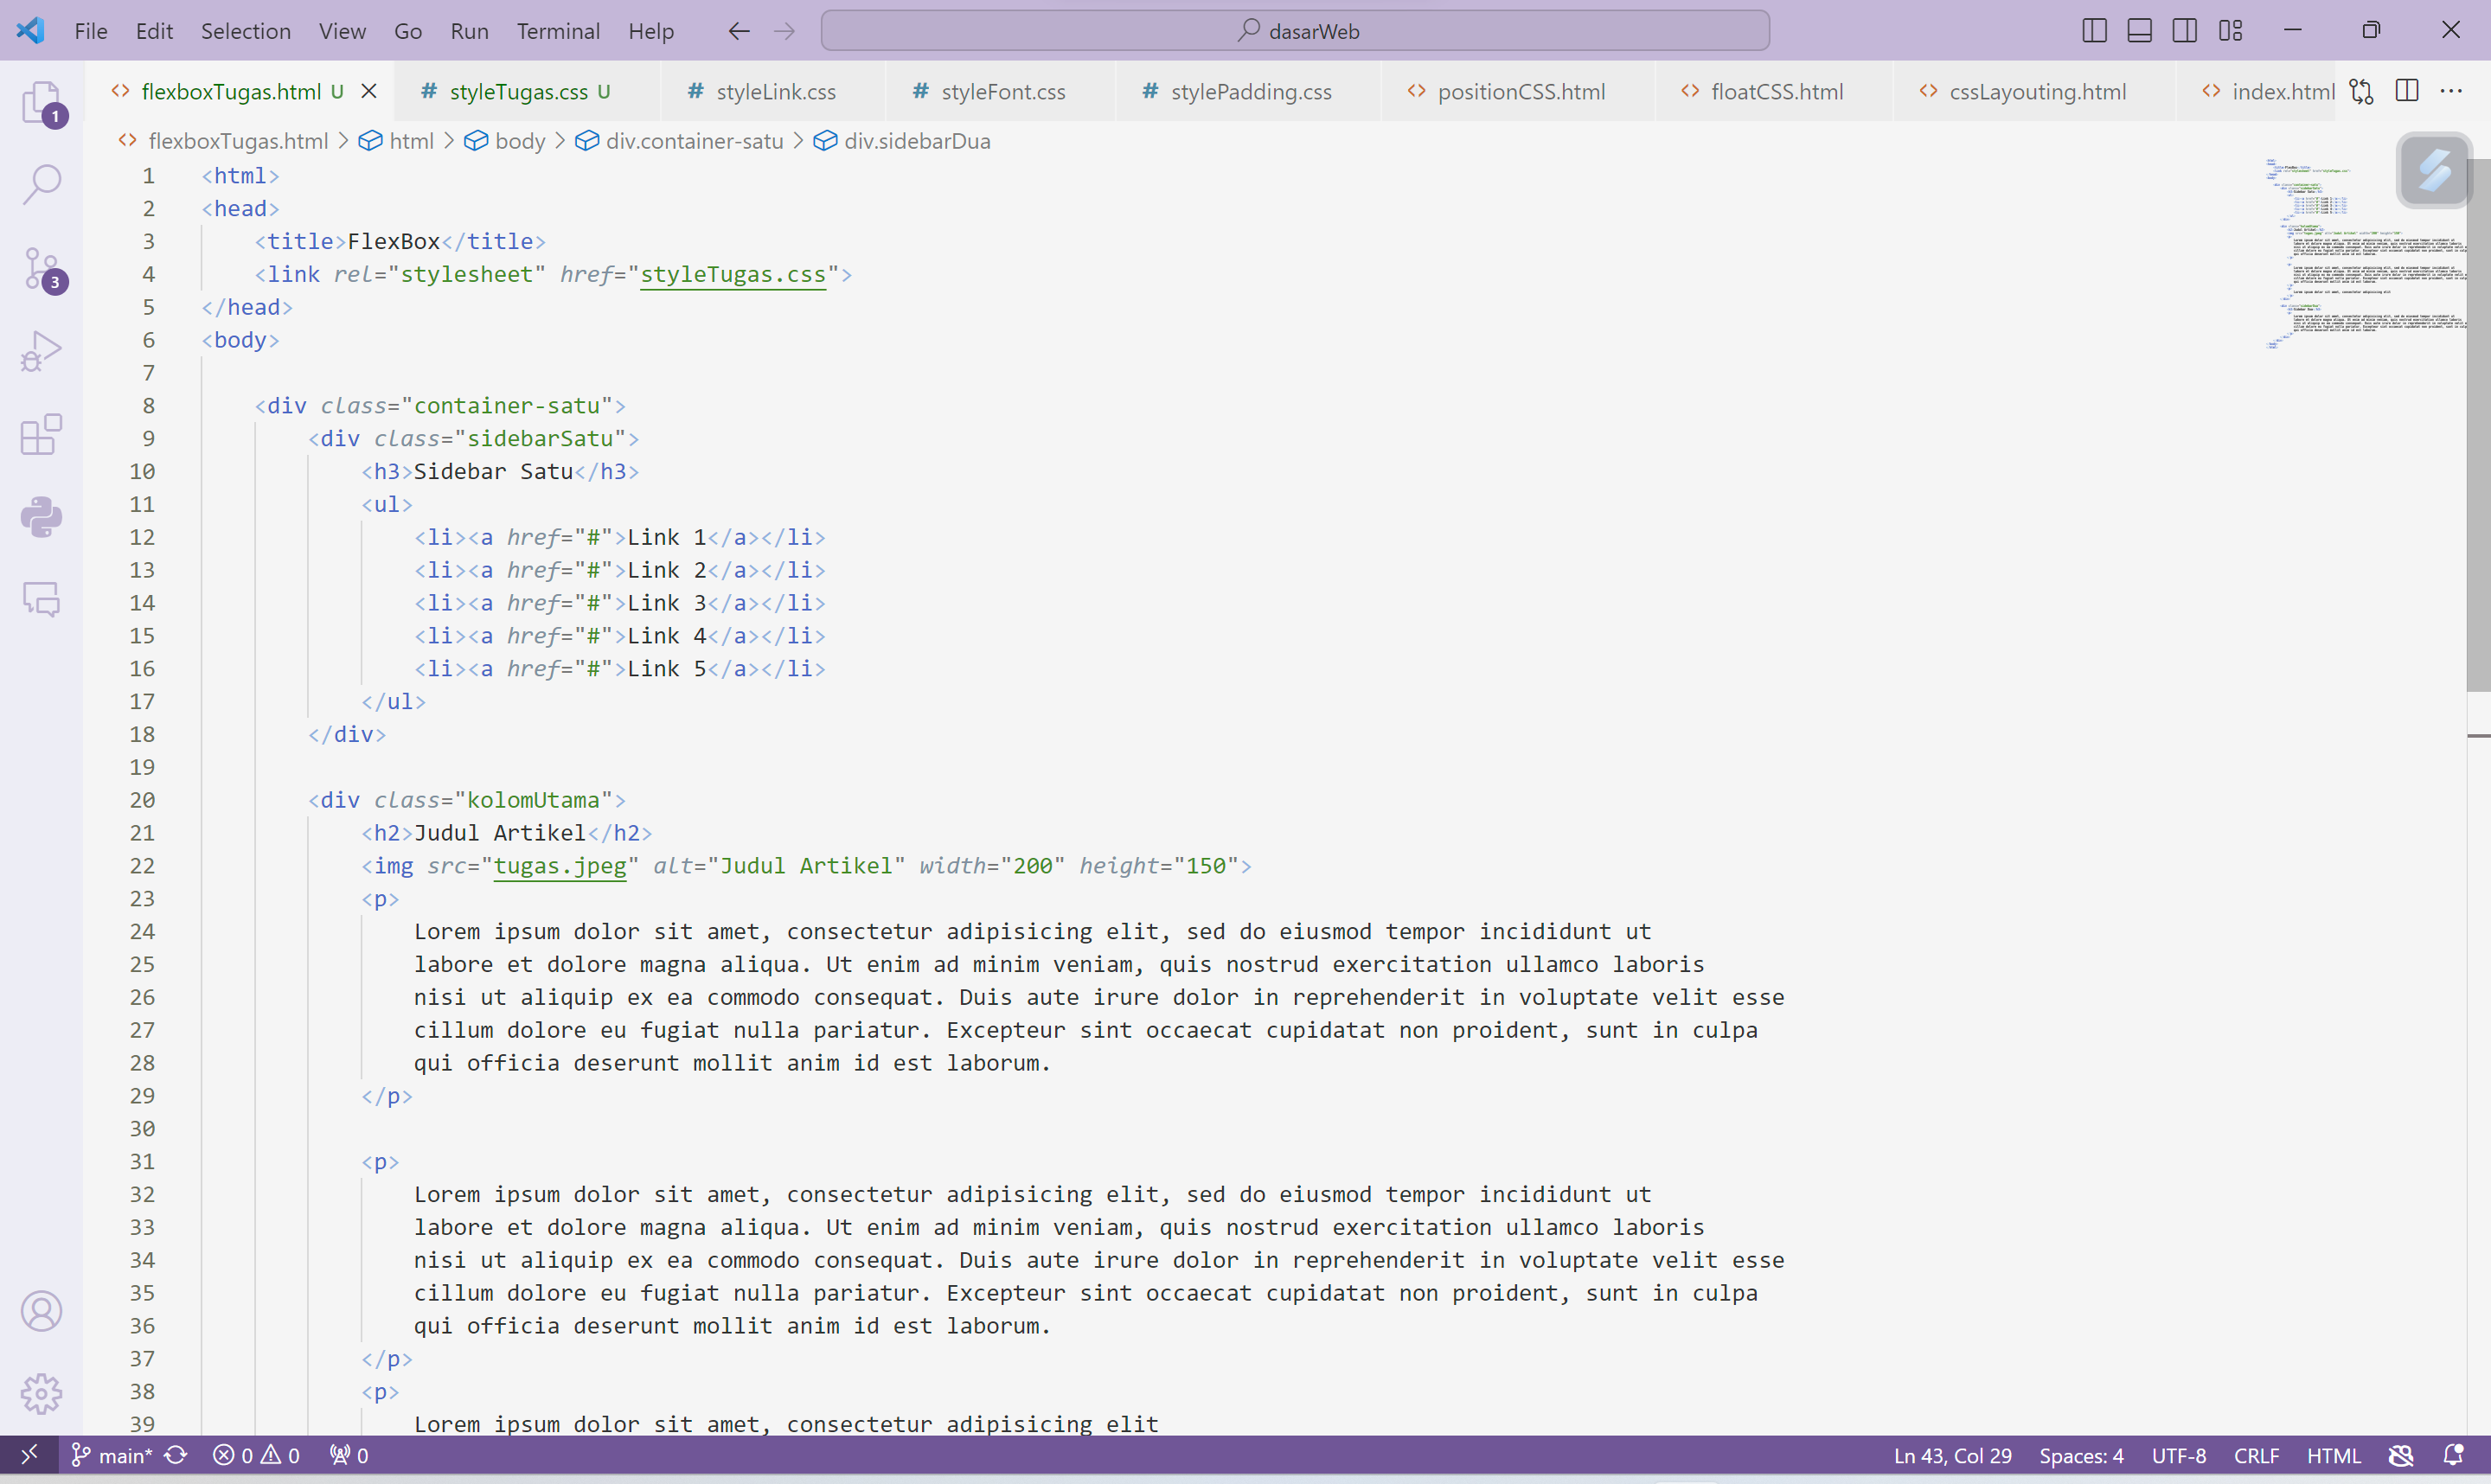 File Edit Selection View Go Run Terminal Help dasarWeb
flexboxTugas.html U styleTugas.css U styleLink.css styleFont.css stylePadding.css positionCSS.html floatCSS.html cssLayouting.html index.html
flexboxTugas.html > html > body > div.container-satu > div.sidebarDua
1
3
1 <html>
2 <head>
3 <title>FlexBox</title>
4 <link rel="stylesheet" href="styleTugas.css">
5 </head>
6 <body>
7
8 <div class="container-satu">
9 <div class="sidebarSatu">
10 <h3>Sidebar Satu</h3>
11 <ul>
12 <li><a href="#">Link 1</a></li>
13 <li><a href="#">Link 2</a></li>
14 <li><a href="#">Link 3</a></li>
15 <li><a href="#">Link 4</a></li>
16 <li><a href="#">Link 5</a></li>
17 </ul>
18 </div>
19
20 <div class="kolomUtama">
21 <h2>Judul Artikel</h2>
22 <img src="tugas.jpeg" alt="Judul Artikel" width="200" height="150">
23 <p>
24 Lorem ipsum dolor sit amet, consectetur adipisicing elit, sed do eiusmod tempor incididunt ut
25 labore et dolore magna aliqua. Ut enim ad minim veniam, quis nostrud exercitation ullamco laboris
26 nisi ut aliquip ex ea commodo consequat. Duis aute irure dolor in reprehenderit in voluptate velit esse
27 cillum dolore eu fugiat nulla pariatur. Excepteur sint occaecat cupidatat non proident, sunt in culpa
28 qui officia deserunt mollit anim id est laborum.
29 </p>
30
31 <p>
32 Lorem ipsum dolor sit amet, consectetur adipisicing elit, sed do eiusmod tempor incididunt ut
33 labore et dolore magna aliqua. Ut enim ad minim veniam, quis nostrud exercitation ullamco laboris
34 nisi ut aliquip ex ea commodo consequat. Duis aute irure dolor in reprehenderit in voluptate velit esse
35 cillum dolore eu fugiat nulla pariatur. Excepteur sint occaecat cupidatat non proident, sunt in culpa
36 qui officia deserunt mollit anim id est laborum.
37 </p>
38 <p>
39 Lorem ipsum dolor sit amet, consectetur adipisicing elit
main* 0 0 0 Ln 43, Col 29 Spaces: 4 UTF-8 CRLF HTML